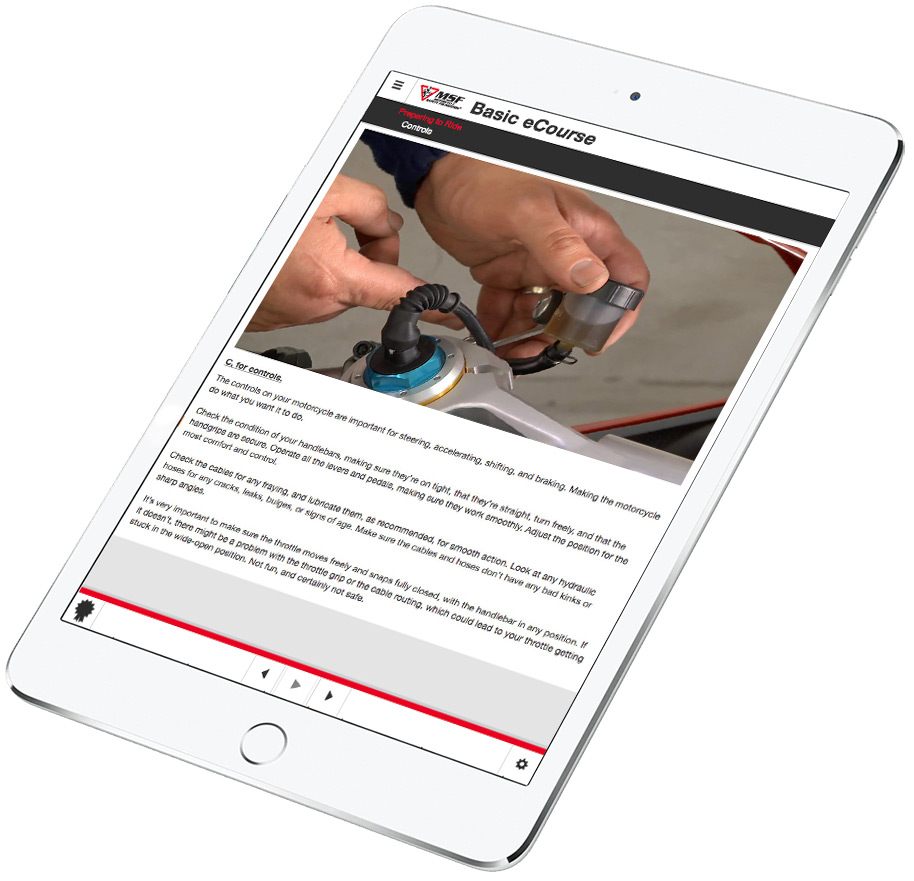 MSF
Basic eCourse
Preparing to Ride
Controls
C, for controls.
The controls on your motorcycle are important for steering, accelerating, shifting, and braking. Making the motorcycle
do what you want it to do.
Check the condition of your handlebars, making sure they're on tight, that they're straight, turn freely, and that the
handgrips are secure. Operate all the levers and pedals, making sure they work smoothly. Adjust the position for the
most comfort and control.
Check the cables for any fraying, and lubricate them, as recommended, for smooth action. Look at any hydraulic
hoses for any cracks, leaks, bulges, or signs of age. Make sure the cables and hoses don't have any bad kinks or
sharp angles.
It's very important to make sure the throttle moves freely and snaps fully closed, with the handlebar in any position. If
it doesn't, there might be a problem with the throttle grip or the cable routing, which could lead to your throttle getting
stuck in the wide-open position. Not fun, and certainly not safe.